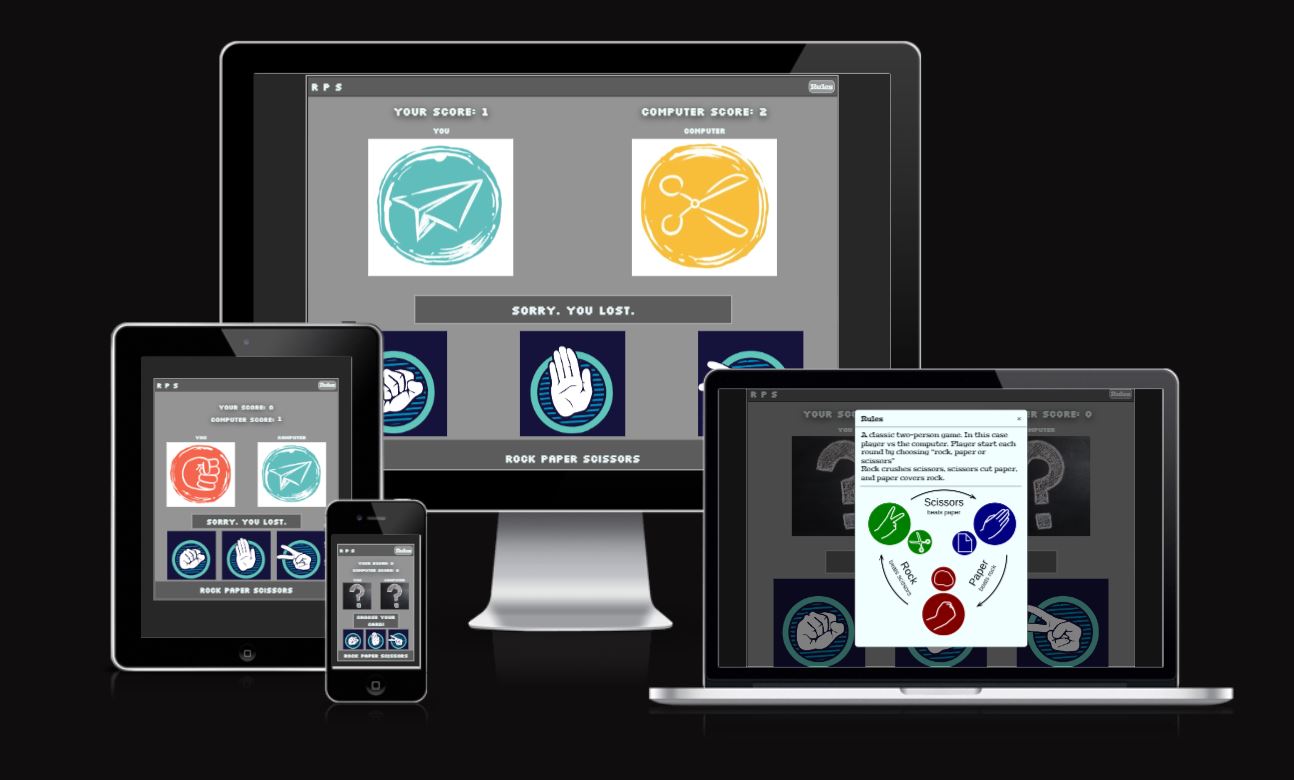 R P S
Rules
YOUR SCORE: 1
COMPUTER SCORE: 2
YOU
COMPUTER
SORRY. YOU LOST.
ROCK PAPER SCISSORS
R P S
Rules
YOUR SCORE: 0
COMPUTER SCORE: 1
YOU
COMPUTER
SORRY. YOU LOST.
ROCK PAPER SCISSORS
R P S
Rules
YOUR SCORE: 0
COMPUTER SCORE: 0
YOU
COMPUTER
CHOOSE YOUR
CARD!
ROCK PAPER SCISSORS
R P S
Rules
YOUR SCO
ER SCORE: 0
YOU
MPUTER
Rules
×
A classic two-person game. In this case
player vs the computer. Player start each
round by choosing "rock, paper or
scissors"
Rock crushes scissors, scissors cut paper,
and paper covers rock.
Scissors
beats paper
Rock
beats scissors
Paper
beats rock